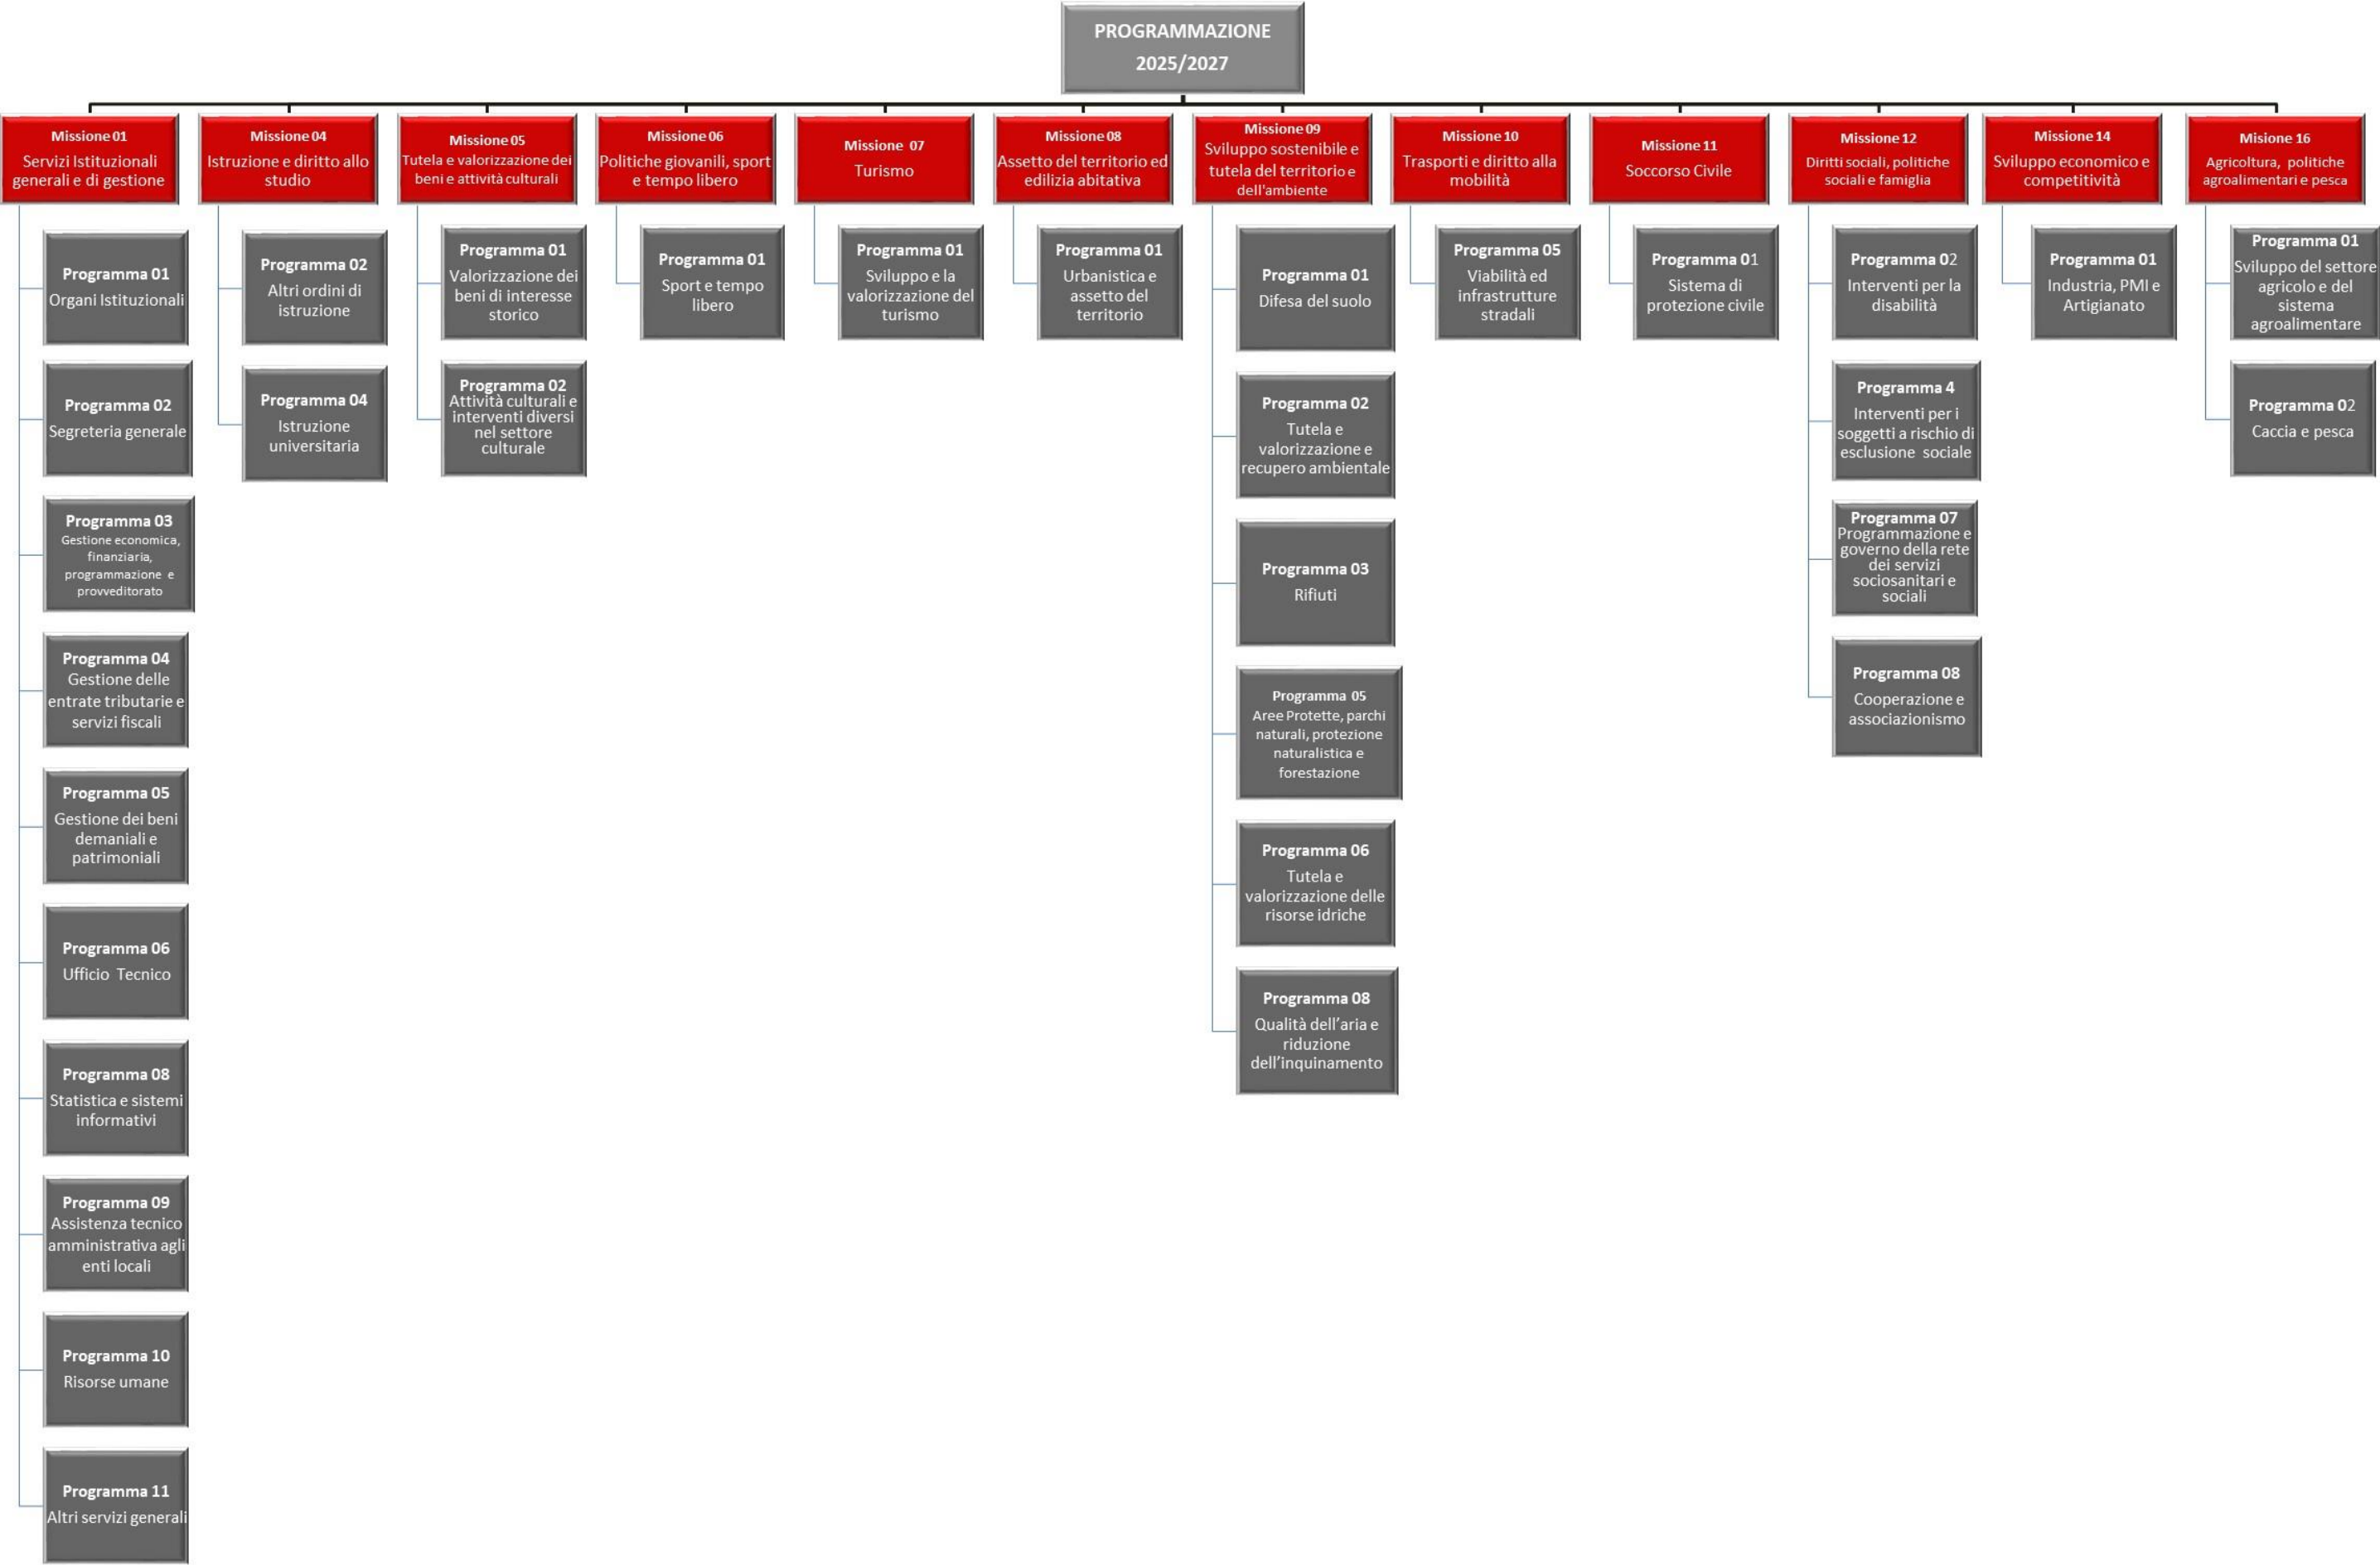 PROGRAMMAZIONE
2025/2027
Missione 01
Servizi Istituzionali
generali e di gestione
Programma 01
Organi Istituzionali
Programma 02
Segreteria generale
Programma 03
Gestione economica,
finanziaria,
programmazione e
provveditorato
Programma 04
Gestione delle
entrate tributarie e
servizi fiscali
Programma 05
Gestione dei beni
demaniali e
patrimoniali
Programma 06
Ufficio Tecnico
Programma 08
Statistica e sistemi
informativi
Programma 09
Assistenza tecnico
amministrativa agli
enti locali
Programma 10
Risorse umane
Programma 11
Altri servizi generali
Missione 04
Istruzione e diritto allo
studio
Programma 02
Altri ordini di
istruzione
Programma 04
Istruzione
universitaria
Missione 05
Tutela e valorizzazione dei
beni e attività culturali
Programma 01
Valorizzazione dei
beni di interesse
storico
Programma 02
Attività culturali e
interventi diversi
nel settore
culturale
Missione 06
Politiche giovanili, sport
e tempo libero
Programma 01
Sport e tempo
libero
Missione 07
Turismo
Programma 01
Sviluppo e la
valorizzazione del
turismo
Missione 08
Assetto del territorio ed
edilizia abitativa
Programma 01
Urbanistica e
assetto del
territorio
Missione 09
Sviluppo sostenibile e
tutela del territorio e
dell'ambiente
Programma 01
Difesa del suolo
Programma 02
Tutela e
valorizzazione e
recupero ambientale
Programma 03
Rifiuti
Programma 05
Aree Protette, parchi
naturali, protezione
naturalistica e
forestazione
Programma 06
Tutela e
valorizzazione delle
risorse idriche
Programma 08
Qualità dell'aria e
riduzione
dell'inquinamento
Missione 10
Trasporti e diritto alla
mobilità
Programma 05
Viabilità ed
infrastrutture
stradali
Missione 11
Soccorso Civile
Programma 01
Sistema di
protezione civile
Missione 12
Diritti sociali, politiche
sociali e famiglia
Programma 02
Interventi per la
disabilità
Programma 4
Interventi per i
soggetti a rischio di
esclusione sociale
Programma 07
Programmazione e
governo della rete
dei servizi
sociosanitari e
sociali
Programma 08
Cooperazione e
associazionismo
Missione 14
Sviluppo economico e
competitività
Programma 01
Industria, PMI e
Artigianato
Misione 16
Agricoltura, politiche
agroalimentari e pesca
Programma 01
Sviluppo del settore
agricolo e del
sistema
agroalimentare
Programma 02
Caccia e pesca